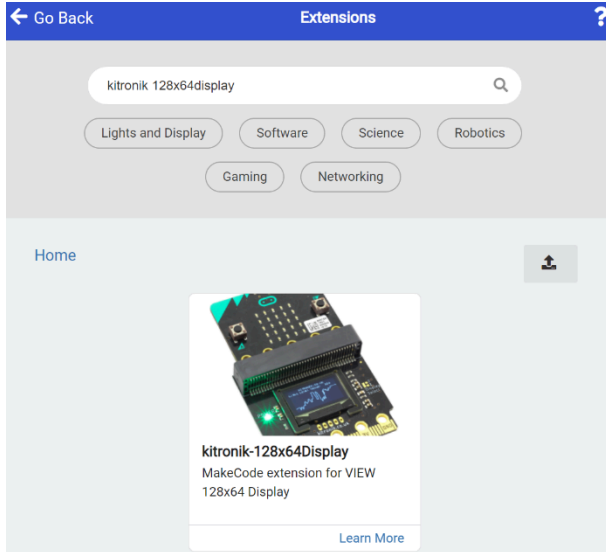 Go Back
Extensions
?
kitronik 128x64display
Lights and Display
Software
Science
Robotics
Gaming
Networking
Home
kitronik-128x64Display
MakeCode extension for VIEW
128x64 Display
Learn More